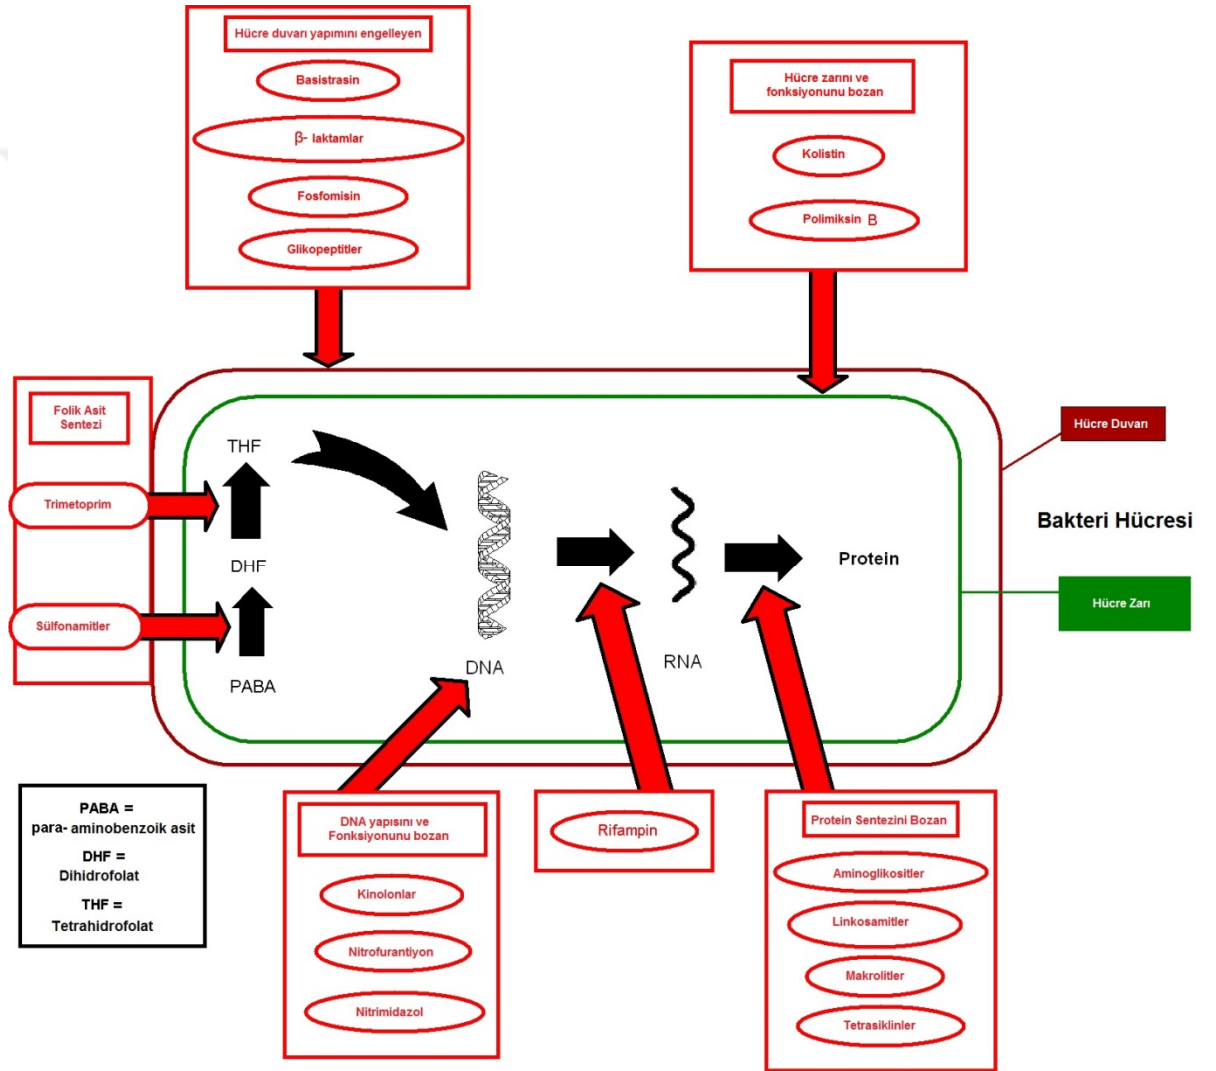 Hücre duvarı yapımını engelleyen
Basistrasin
β- laktamlar
Fosfomisin
Glikopeptitler
Hücre zarını ve
fonksiyonunu bozan
Kolistin
Polimiksin B
Folik Asit
Sentezi
Trimetoprim
Sülfonamitler
THF
DHF
PABA
DNA
RNA
Protein
Hücre Duvarı
Bakteri Hücresi
Hücre Zarı
PABA =
para- aminobenzoik asit
DHF =
Dihidrofolat
THF =
Tetrahidrofolat
DNA yapısını ve
Fonksiyonunu bozan
Kinolonlar
Nitrofurantiyon
Nitrimidazol
Rifampin
Protein Sentezini Bozan
Aminoglikositler
Linkosamitler
Makrolitler
Tetrasiklinler